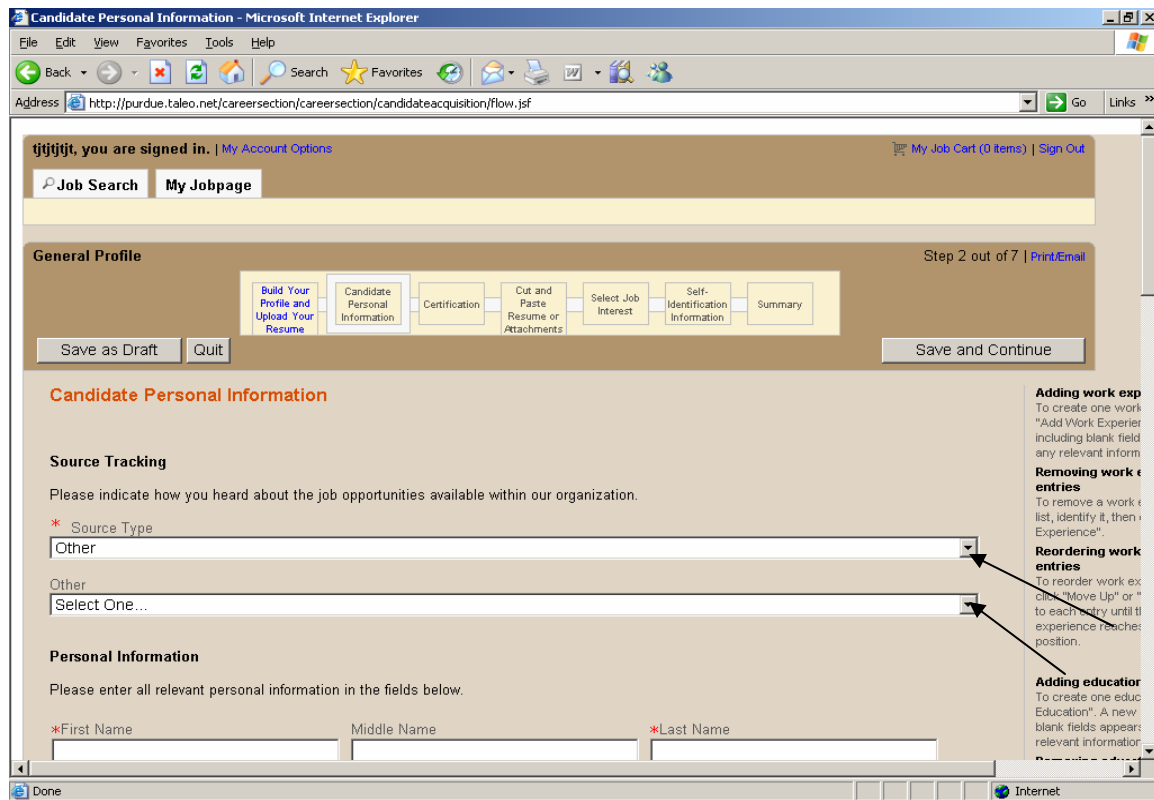 Candidate Personal Information - Microsoft Internet Explorer
File Edit View Favorites Tools Help
Back Search Favorites
Address http://purdue.taleo.net/careersection/careersection/candidateacquisition/flow.jsf Go Links »
tjtjtjtjt, you are signed in. | My Account Options My Job Cart (0 items) | Sign Out
Job Search My Jobpage
General Profile Step 2 out of 7 | Print/Email
Build Your Profile and Upload Your Resume
Candidate Personal Information
Certification
Cut and Paste Resume or Attachments
Select Job Interest
Self-Identification Information
Summary
Save as Draft Quit Save and Continue
Candidate Personal Information
Source Tracking
Please indicate how you heard about the job opportunities available within our organization.
* Source Type
Other
Other
Select One...
Personal Information
Please enter all relevant personal information in the fields below.
*First Name Middle Name *Last Name
Adding work exp
To create one work
"Add Work Experien
including blank field
any relevant inform
Removing work e
entries
To remove a work e
list, identify it, then
Experience".
Reordering work
entries
To reorder work ex
click "Move Up" or "
to each entry until th
experience reaches
position.
Adding education
To create one educ
Education". A new
blank fields appears
relevant information
Done Internet